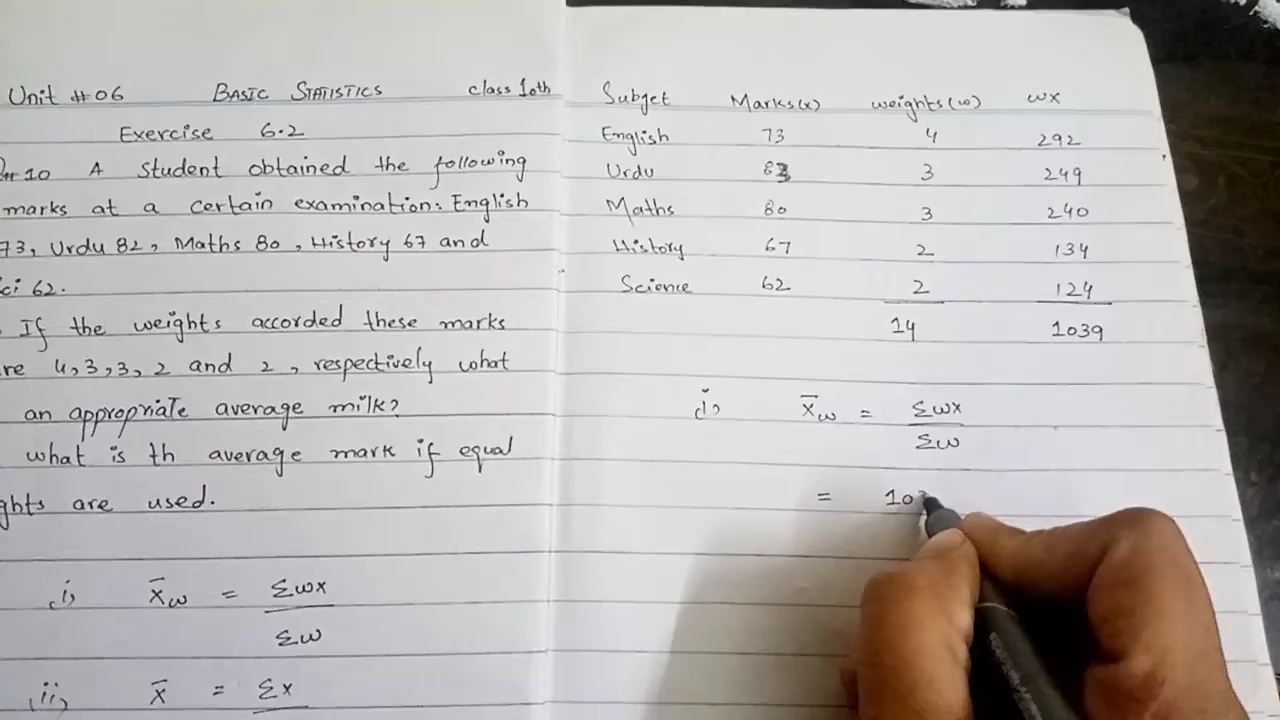 Unit #06 BASIC STATISTICS class 10th
Exercise 6.2
#10 A Student obtained the following
marks at a certain examination: English
73, Urdu 82, Maths 80, History 67 and
ci 62.
If the weights accorded these marks
re 4,3,3,2 and 2, respectively what
an appropriate average milk?
what is th average mark if equal
ghts are used.
i) x̄w = Σwx
Σw
ii) x̄ = Σx
Subjet Marks(x) weights(w) wx
English 73 4 292
Urdu 83 3 249
Maths 80 3 240
History 67 2 134
Science 62 2 124
14 1039
i) x̄w = Σwx
Σw
= 103